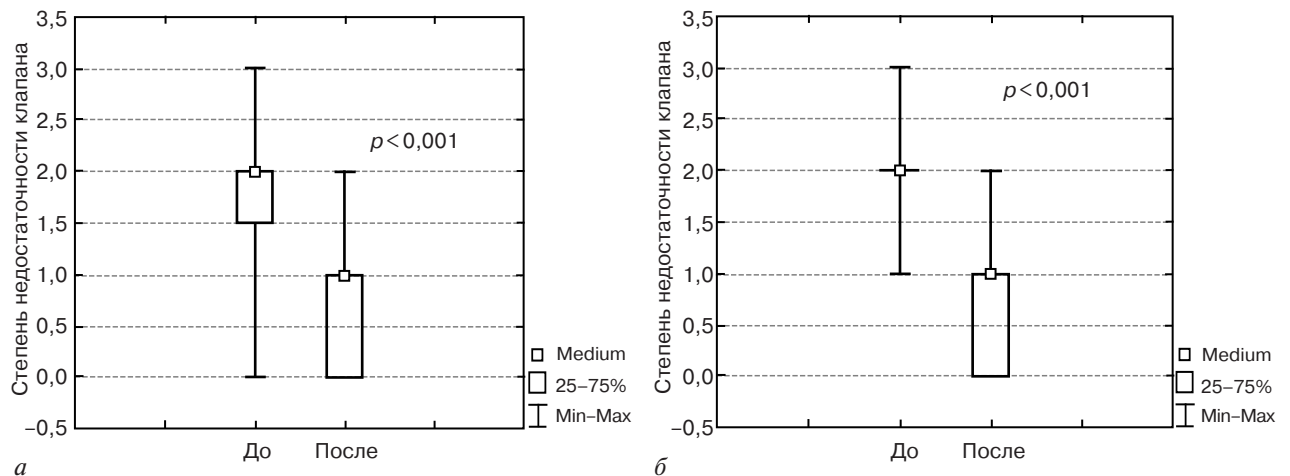 Степень недостаточности клапана
3,5
3,0
2,5
2,0
1,5
1,0
0,5
0,0
–0,5
p<0,001
До После
Medium
25–75%
Min–Max
а
Степень недостаточности клапана
3,5
3,0
2,5
2,0
1,5
1,0
0,5
0,0
–0,5
p<0,001
До После
Medium
25–75%
Min–Max
б